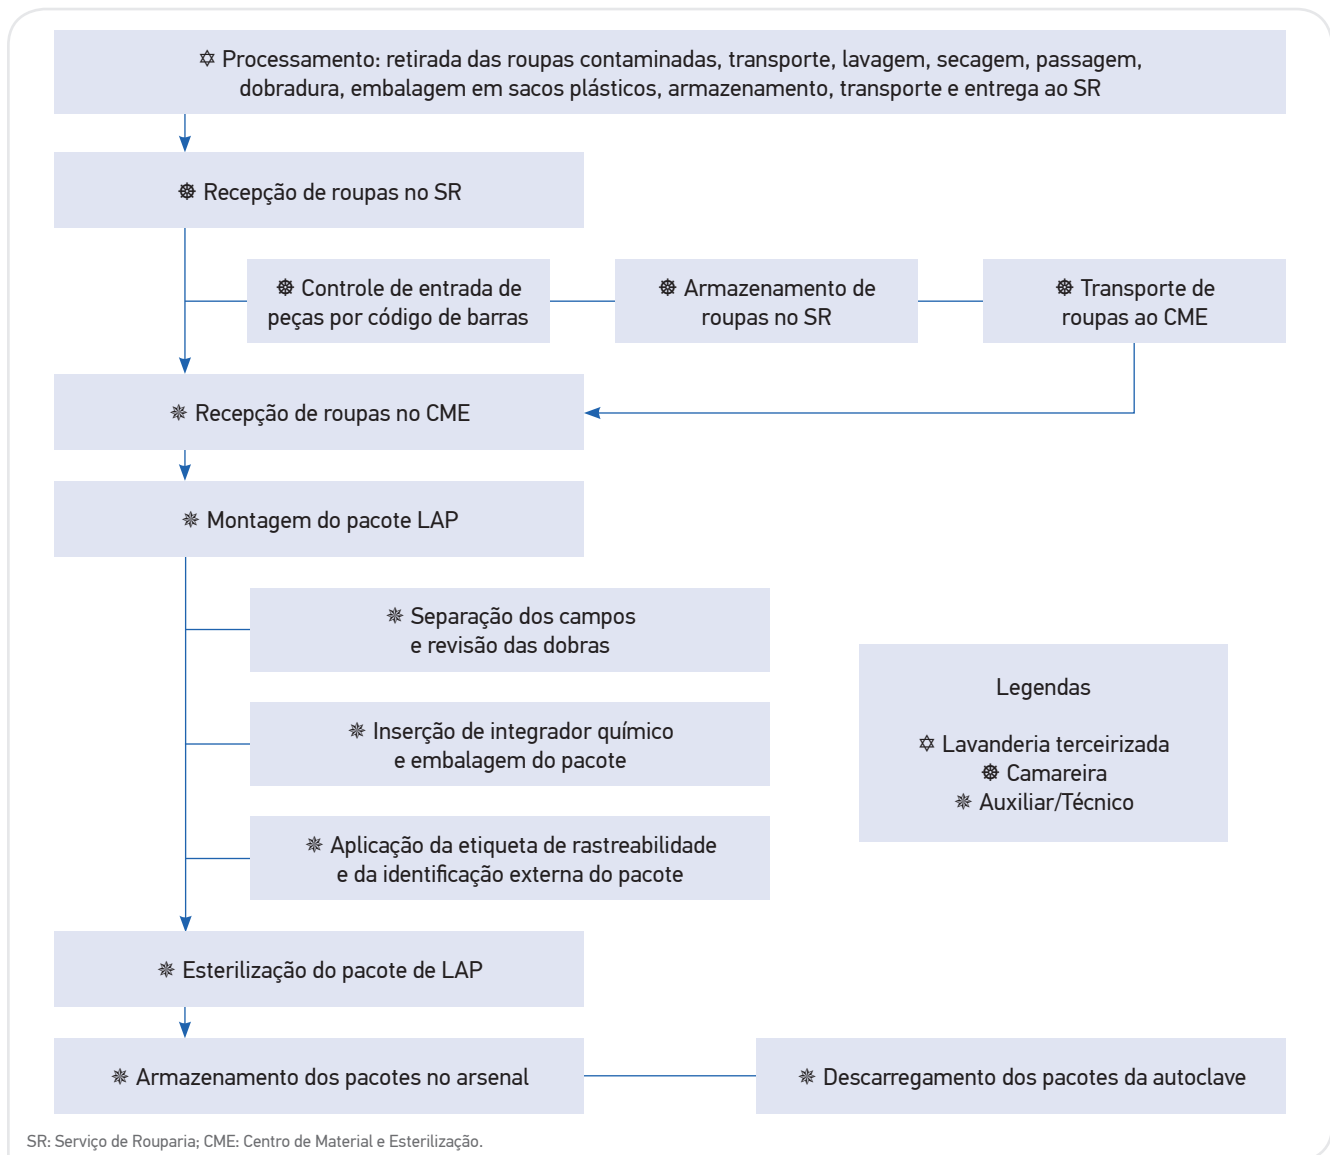 ✡ Processamento: retirada das roupas contaminadas, transporte, lavagem, secagem, passagem,
dobradura, embalagem em sacos plásticos, armazenamento, transporte e entrega ao SR
☸ Recepção de roupas no SR
☸ Controle de entrada de
peças por código de barras
☸ Armazenamento de
roupas no SR
☸ Transporte de
roupas ao CME
✵ Recepção de roupas no CME
✵ Montagem do pacote LAP
✵ Separação dos campos
e revisão das dobras
✵ Inserção de integrador químico
e embalagem do pacote
✵ Aplicação da etiqueta de rastreabilidade
e da identificação externa do pacote
Legendas
✡ Lavanderia terceirizada
☸ Camareira
✵ Auxiliar/Técnico
✵ Esterilização do pacote de LAP
✵ Armazenamento dos pacotes no arsenal
✵ Descarregamento dos pacotes da autoclave
SR: Serviço de Rouparia; CME: Centro de Material e Esterilização.